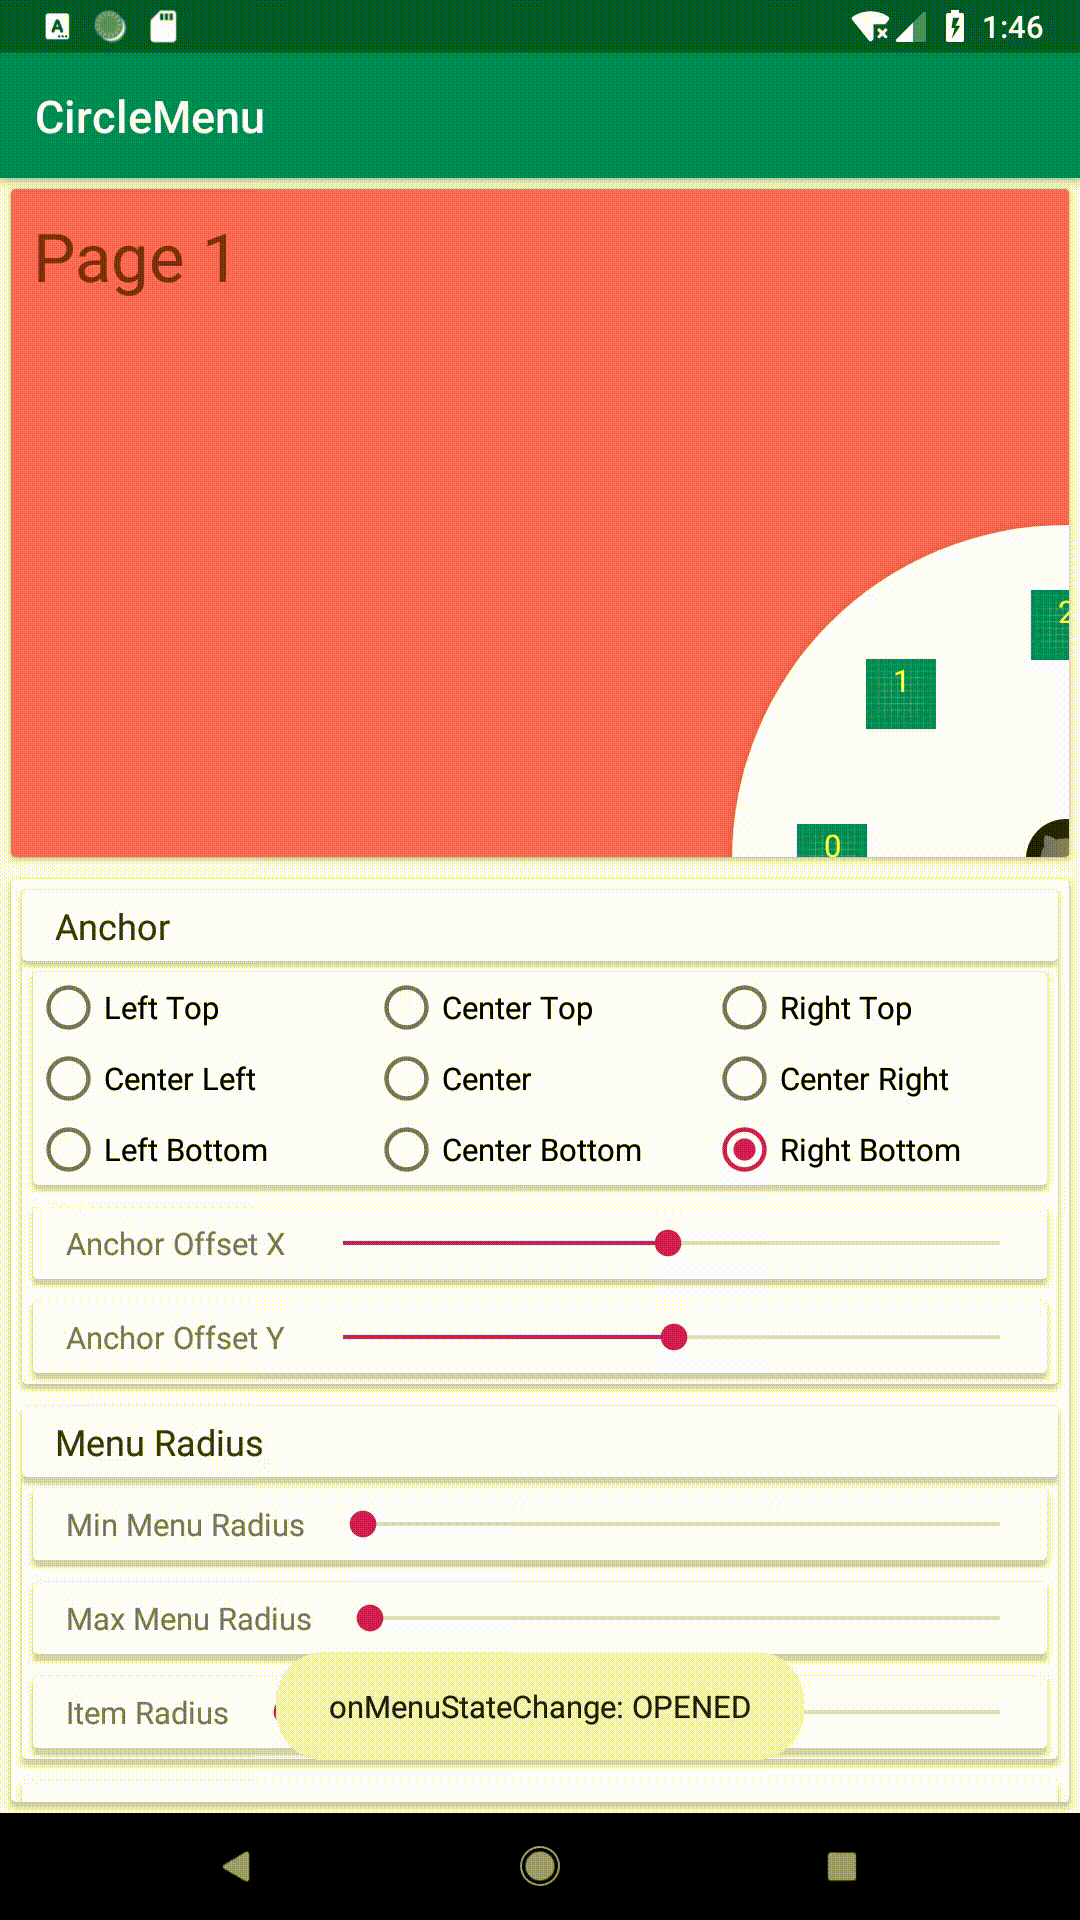 1:46
CircleMenu
Page 1
2
1
0
Anchor
Left Top
Center Top
Right Top
Center Left
Center
Center Right
Left Bottom
Center Bottom
Right Bottom
Anchor Offset X
Anchor Offset Y
Menu Radius
Min Menu Radius
Max Menu Radius
Item Radius
onMenuStateChange: OPENED